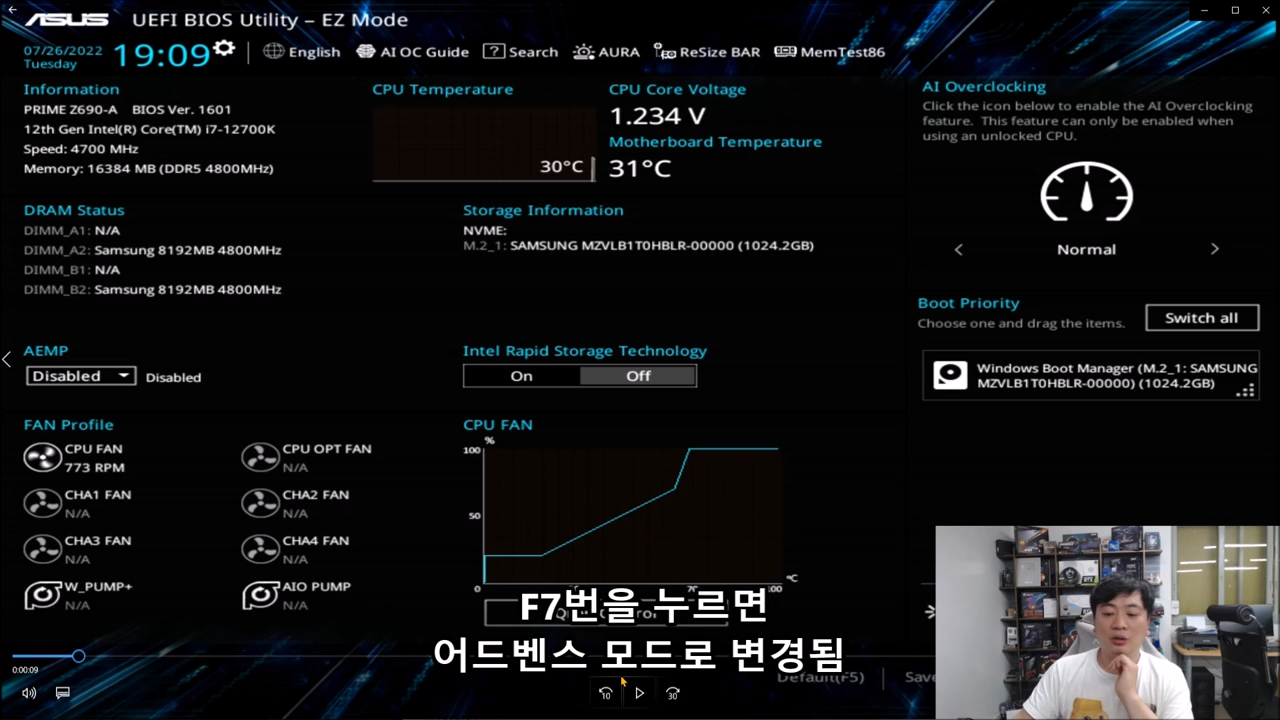 ASUS UEFI BIOS Utility – EZ Mode
07/26/2022
Tuesday
19:09
English
AI OC Guide
? Search
AURA
ReSize BAR
MemTest86
Information
PRIME Z690-A BIOS Ver. 1601
12th Gen Intel(R) Core(TM) i7-12700K
Speed: 4700 MHz
Memory: 16384 MB (DDR5 4800MHz)
CPU Temperature
30°C
CPU Core Voltage
1.234 V
Motherboard Temperature
31°C
AI Overclocking
Click the icon below to enable the AI Overclocking
feature. This feature can only be enabled when
using an unlocked CPU.
Normal
DRAM Status
DIMM_A1: N/A
DIMM_A2: Samsung 8192MB 4800MHz
DIMM_B1: N/A
DIMM_B2: Samsung 8192MB 4800MHz
Storage Information
NVME:
M.2_1: SAMSUNG MZVLB1T0HBLR-00000 (1024.2GB)
Boot Priority
Choose one and drag the items.
Switch all
Windows Boot Manager (M.2_1: SAMSUNG
MZVLB1T0HBLR-00000) (1024.2GB)
AEMP
Disabled
Disabled
Intel Rapid Storage Technology
On
Off
FAN Profile
CPU FAN
773 RPM
CPU OPT FAN
N/A
CHA1 FAN
N/A
CHA2 FAN
N/A
CHA3 FAN
N/A
CHA4 FAN
N/A
W_PUMP+
N/A
AIO PUMP
N/A
CPU FAN
%
100
50
0
100
°C
F7번을 누르면
어드벤스 모드로 변경됨
Default(F5)
0:00:09
10
30